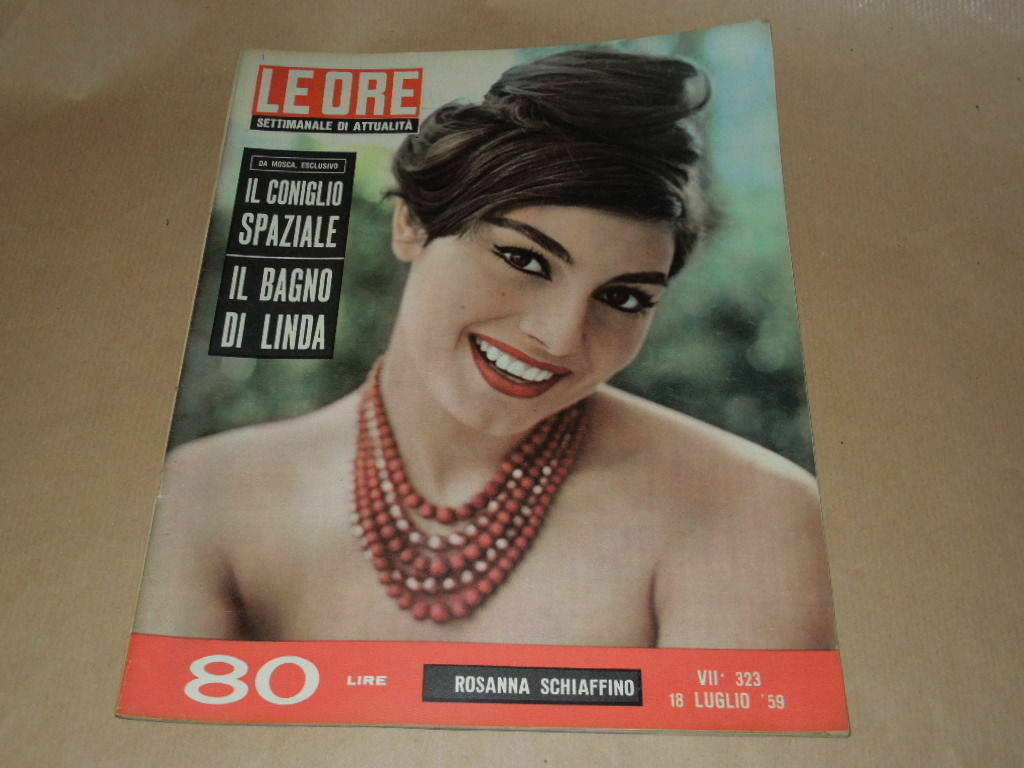 LE ORE
SETTIMANALE DI ATTUALITÀ
DA MOSCA, ESCLUSIVO
IL CONIGLIO
SPAZIALE
IL BAGNO
DI LINDA
80 LIRE
ROSANNA SCHIAFFINO
VII· 323
18 LUGLIO '59